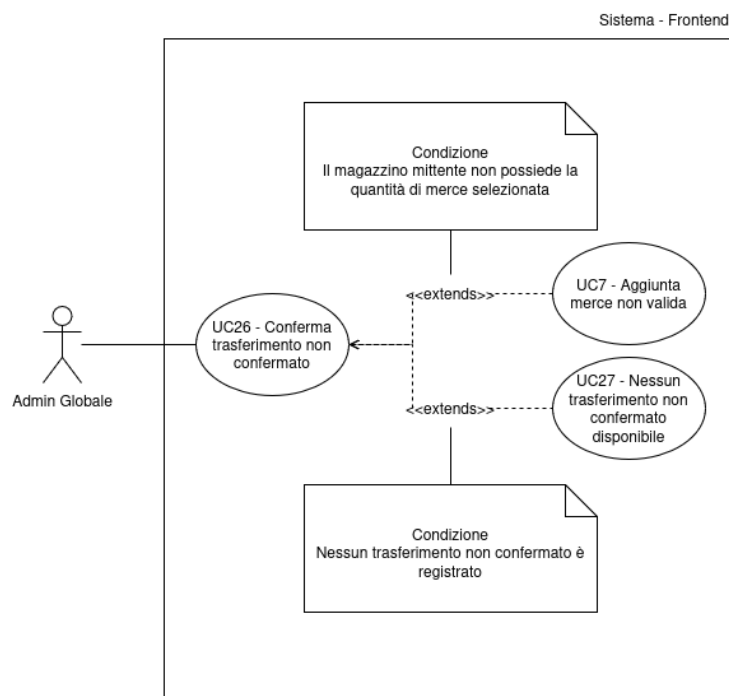 Sistema - Frontend
Condizione
Il magazzino mittente non possiede la
quantità di merce selezionata
<<extends>>
UC7 - Aggiunta
merce non valida
UC26 - Conferma
trasferimento non
confermato
Admin Globale
<<extends>>
UC27 - Nessun
trasferimento non
confermato
disponibile
Condizione
Nessun trasferimento non confermato è
registrato